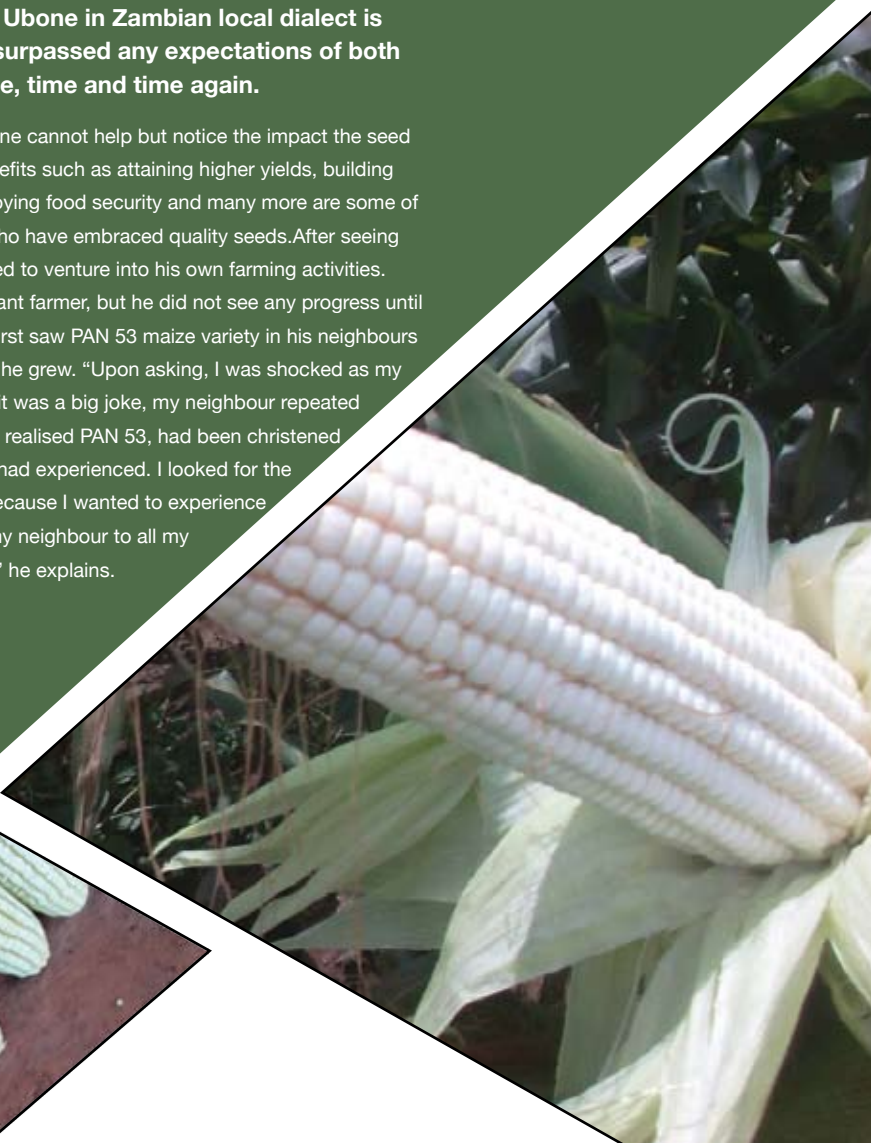 Ubone in Zambian local dialect is
surpassed any expectations of both
e, time and time again.
ne cannot help but notice the impact the seed
efits such as attaining higher yields, building
oying food security and many more are some of
ho have embraced quality seeds.After seeing
ed to venture into his own farming activities.
ant farmer, but he did not see any progress until
irst saw PAN 53 maize variety in his neighbours
he grew. “Upon asking, I was shocked as my
it was a big joke, my neighbour repeated
realised PAN 53, had been christened
had experienced. I looked for the
ecause I wanted to experience
ny neighbour to all my
” he explains.